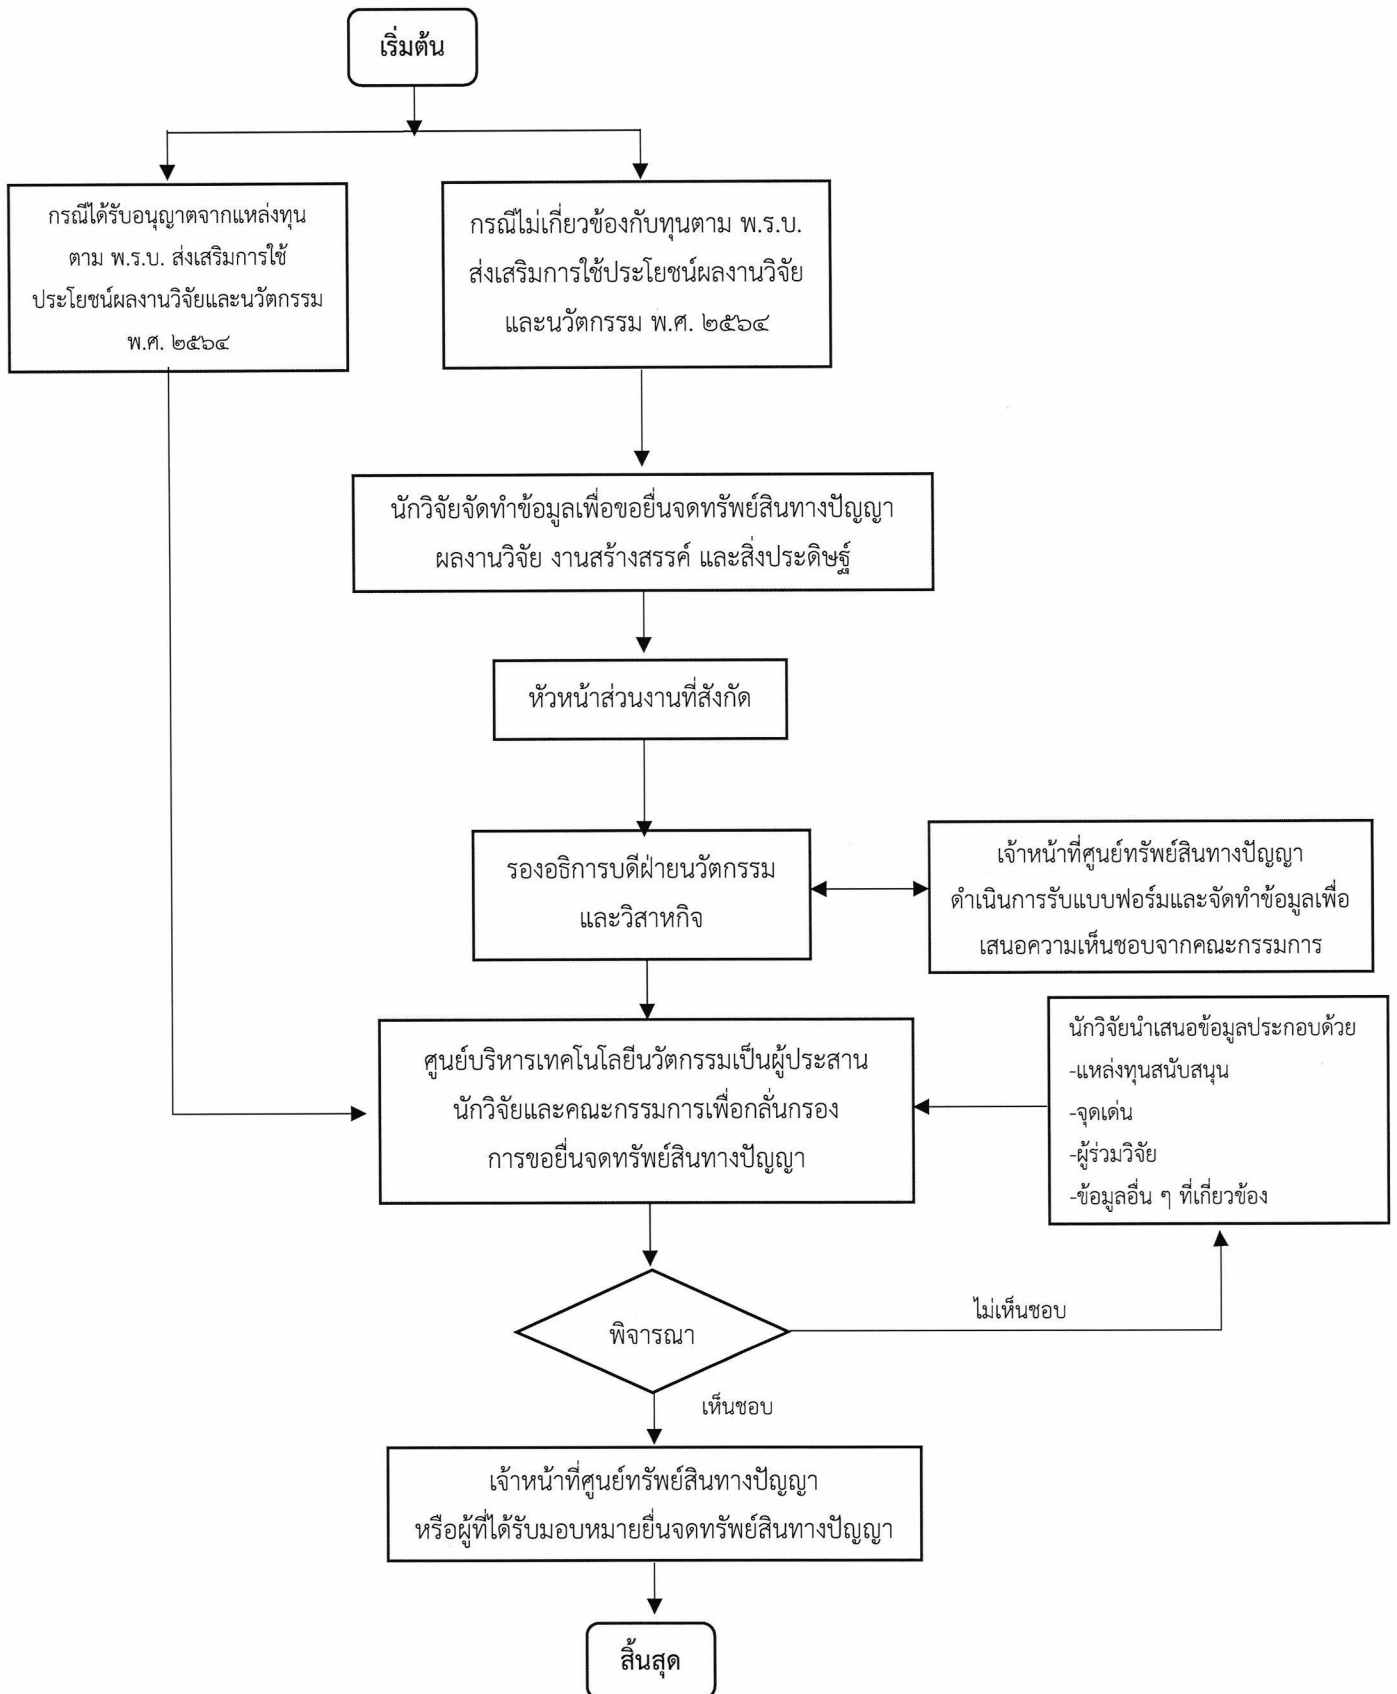 เริ่มต้น
กรณีได้รับอนุญาตจากแหล่งทุน
ตาม พ.ร.บ. ส่งเสริมการใช้
ประโยชน์ผลงานวิจัยและนวัตกรรม
พ.ศ. ๒๕๖๔
กรณีไม่เกี่ยวข้องกับทุนตาม พ.ร.บ.
ส่งเสริมการใช้ประโยชน์ผลงานวิจัย
และนวัตกรรม พ.ศ. ๒๕๖๔
นักวิจัยจัดทำข้อมูลเพื่อขอยื่นจดทรัพย์สินทางปัญญา
ผลงานวิจัย งานสร้างสรรค์ และสิ่งประดิษฐ์
หัวหน้าส่วนงานที่สังกัด
รองอธิการบดีฝ่ายนวัตกรรม
และวิสาหกิจ
เจ้าหน้าที่ศูนย์ทรัพย์สินทางปัญญา
ดำเนินการรับแบบฟอร์มและจัดทำข้อมูลเพื่อ
เสนอความเห็นชอบจากคณะกรรมการ
ศูนย์บริหารเทคโนโลยีนวัตกรรมเป็นผู้ประสาน
นักวิจัยและคณะกรรมการเพื่อกลั่นกรอง
การขอยื่นจดทรัพย์สินทางปัญญา
นักวิจัยนำเสนอข้อมูลประกอบด้วย
-แหล่งทุนสนับสนุน
-จุดเด่น
-ผู้ร่วมวิจัย
-ข้อมูลอื่น ๆ ที่เกี่ยวข้อง
พิจารณา
ไม่เห็นชอบ
เห็นชอบ
เจ้าหน้าที่ศูนย์ทรัพย์สินทางปัญญา
หรือผู้ที่ได้รับมอบหมายยื่นจดทรัพย์สินทางปัญญา
สิ้นสุด